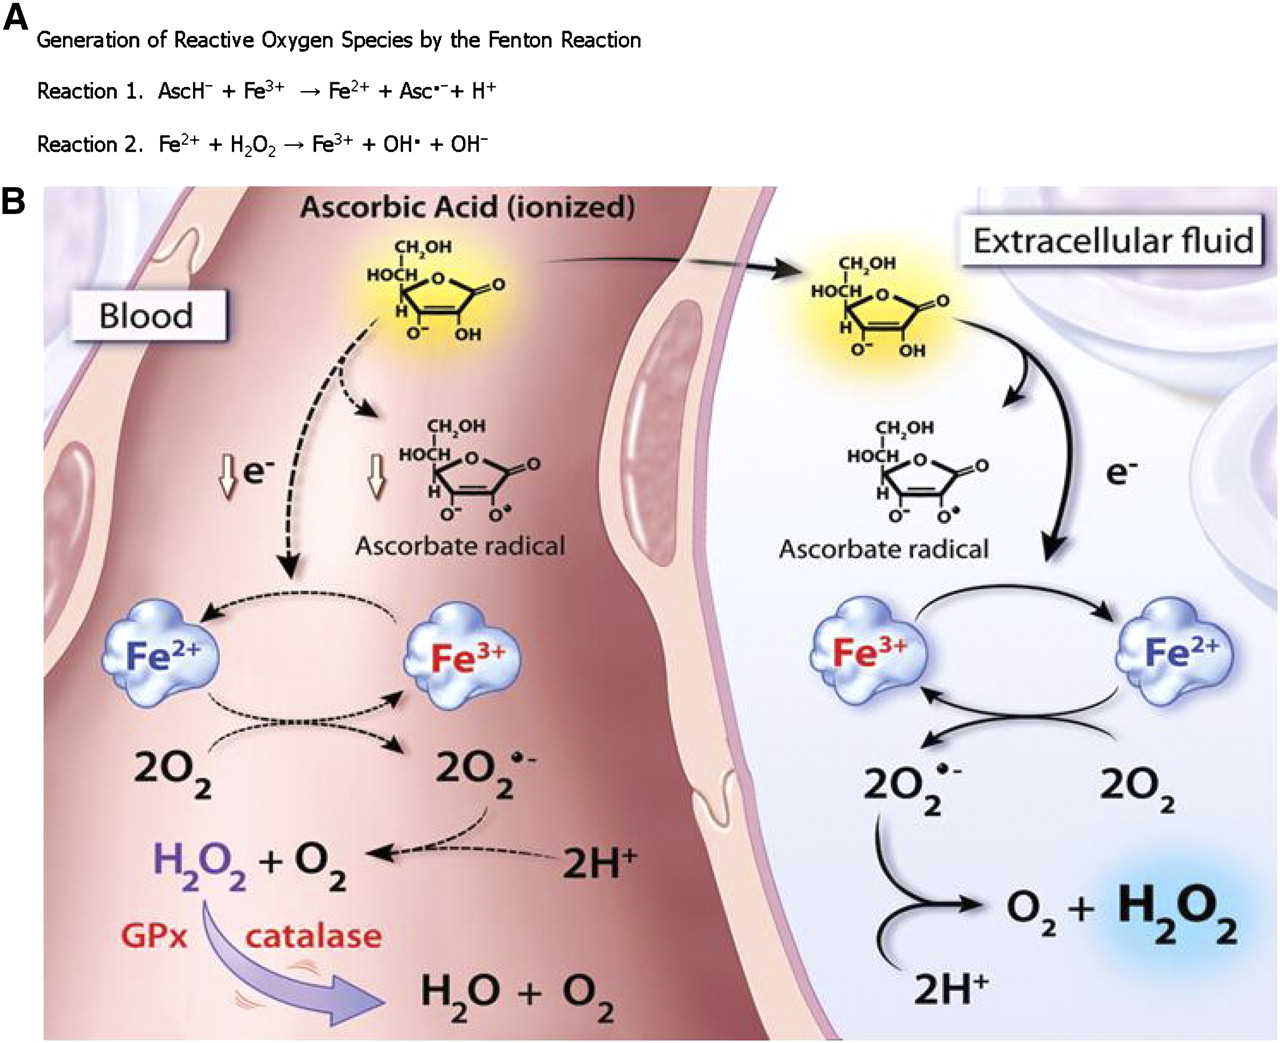 A
Generation of Reactive Oxygen Species by the Fenton Reaction
Reaction 1. AscH⁻ + Fe³⁺ → Fe²⁺ + Asc•⁻+ H⁺
Reaction 2. Fe²⁺ + H₂O₂ → Fe³⁺ + OH• + OH⁻
B
Ascorbic Acid (ionized)
Blood
CH₂OH
HOCH
O
O
H
O⁻
OH
e⁻
CH₂OH
HOCH
O
O
H
O⁻
O•
Ascorbate radical
Fe²⁺
Fe³⁺
2O₂
2O₂•-
H₂O₂ + O₂
2H⁺
GPx
catalase
H₂O + O₂
Extracellular fluid
CH₂OH
HOCH
O
O
H
O⁻
OH
CH₂OH
HOCH
O
O
H
O⁻
O•
e⁻
Ascorbate radical
Fe³⁺
Fe²⁺
2O₂•-
2O₂
O₂ + H₂O₂
2H⁺